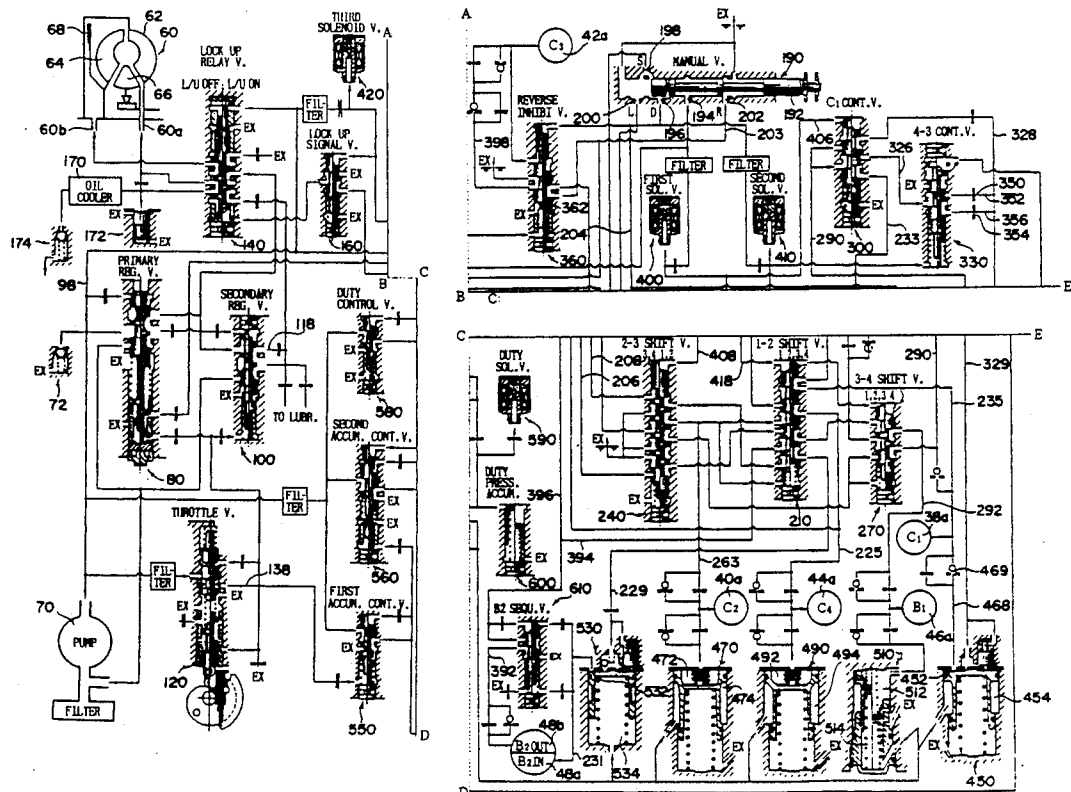 THIRD
SOLENOID V.
A
68
62
60
64
66
LOCK UP
RELAY V.
L/U OFF
L/U ON
FIL-
TER
420
EX
LOCK UP
SIGNAL V.
60b
60a
EX
170
OIL
COOLER
EX
172
EX
EX
174
140
160
98
PRIMARY
REG. V.
C
B
SECONDARY
REG. V.
118
DUTY
CONTROL V.
EX
EX
EX
EX
72
TO LUBR.
580
80
100
SECOND
ACCUM. CONT.V.
FIL-
TER
EX
THROTTLE V.
560
FIL-
TER
138
EX
FIRST
ACCUM. CONT.V.
70
PUMP
EX
EX
EX
120
FILTER
550
D
A
EX
C3
42a
198
S
MANUAL V.
190
REVERSE
INHIBI V.
200
L
D
196
194
R
202
192
203
C1 CONT.V.
406
326
4-3 CONT.V.
328
398
EX
FILTER
FILTER
FIRST
SOL. V.
SECOND
SOL. V.
EX
EX
350
352
356
354
362
204
360
400
410
290
300
233
330
B
C
E
C
E
DUTY
SOL.V.
208
206
2-3 SHIFT V.
408
418
1-2 SHIFT V.
EX
290
329
3-4 SHIFT V.
235
590
EX
DUTY
PRESS.
ACCUM.
396
240
210
270
292
38a
C1
EX
394
263
225
600
610
229
40a
44a
469
B2 SEQU.V.
C2
C4
B1
468
530
46a
EX
392
472
470
492
490
494
510
452
512
EX
532
474
454
EX
514
48b
B2 OUT
B2 IN
48a
231
534
EX
EX
EX
EX
450
D